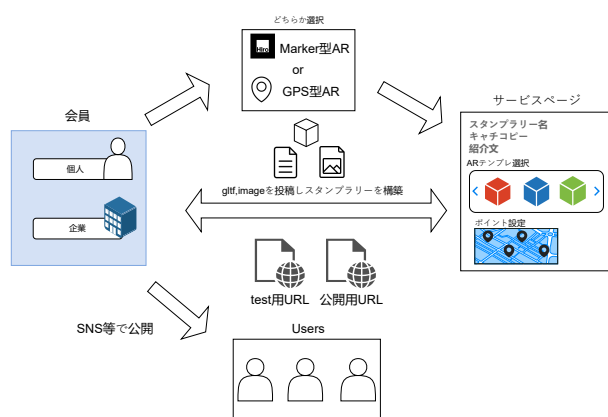 どちらか選択
Hiro
Marker型AR
or
GPS型AR
会員
個人
企業
サービスページ
スタンプラリー名
キャチコピー
紹介文
ARテンプレ選択
ポイント設定
gltf,imageを投稿しスタンプラリーを構築
test用URL
公開用URL
SNS等で公開
Users